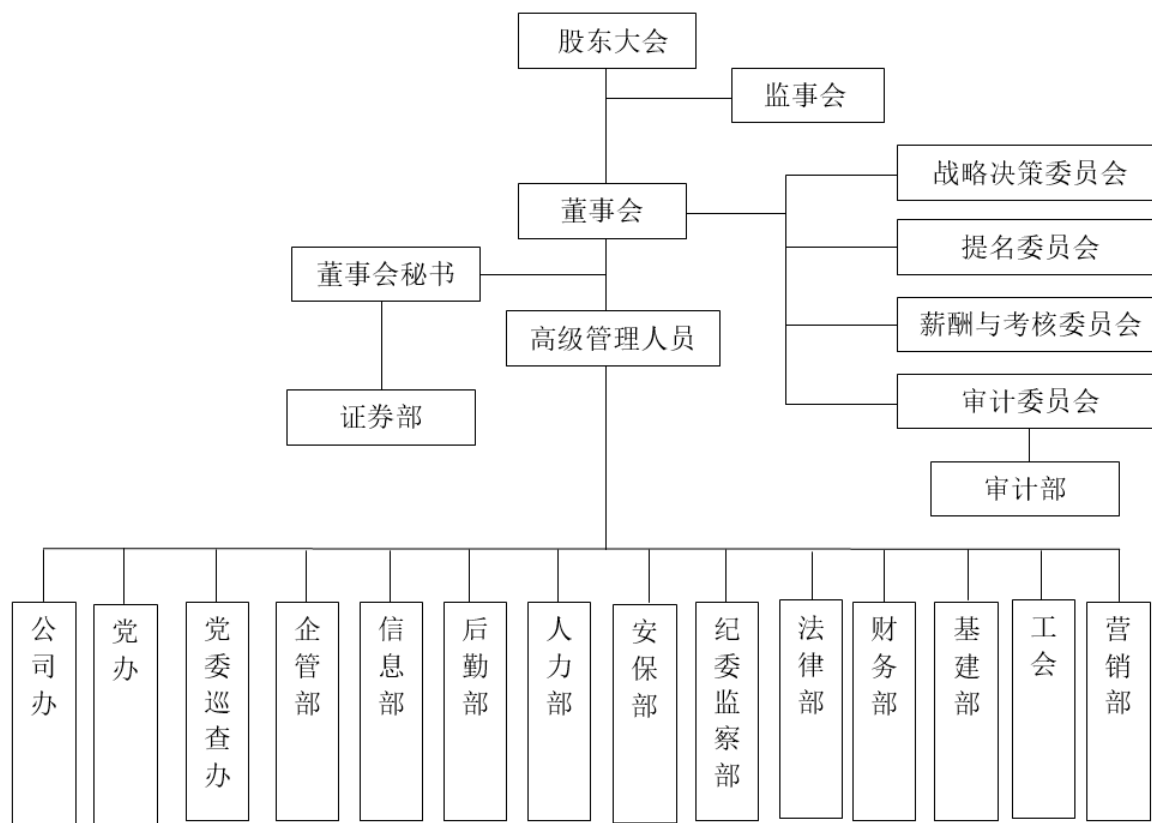 股东大会
监事会
董事会
战略决策委员会
提名委员会
董事会秘书
薪酬与考核委员会
高级管理人员
审计委员会
证券部
审计部
公司办
党办
党委巡查办
企管部
信息部
后勤部
人力部
安保部
纪委监察部
法律部
财务部
基建部
工会
营销部